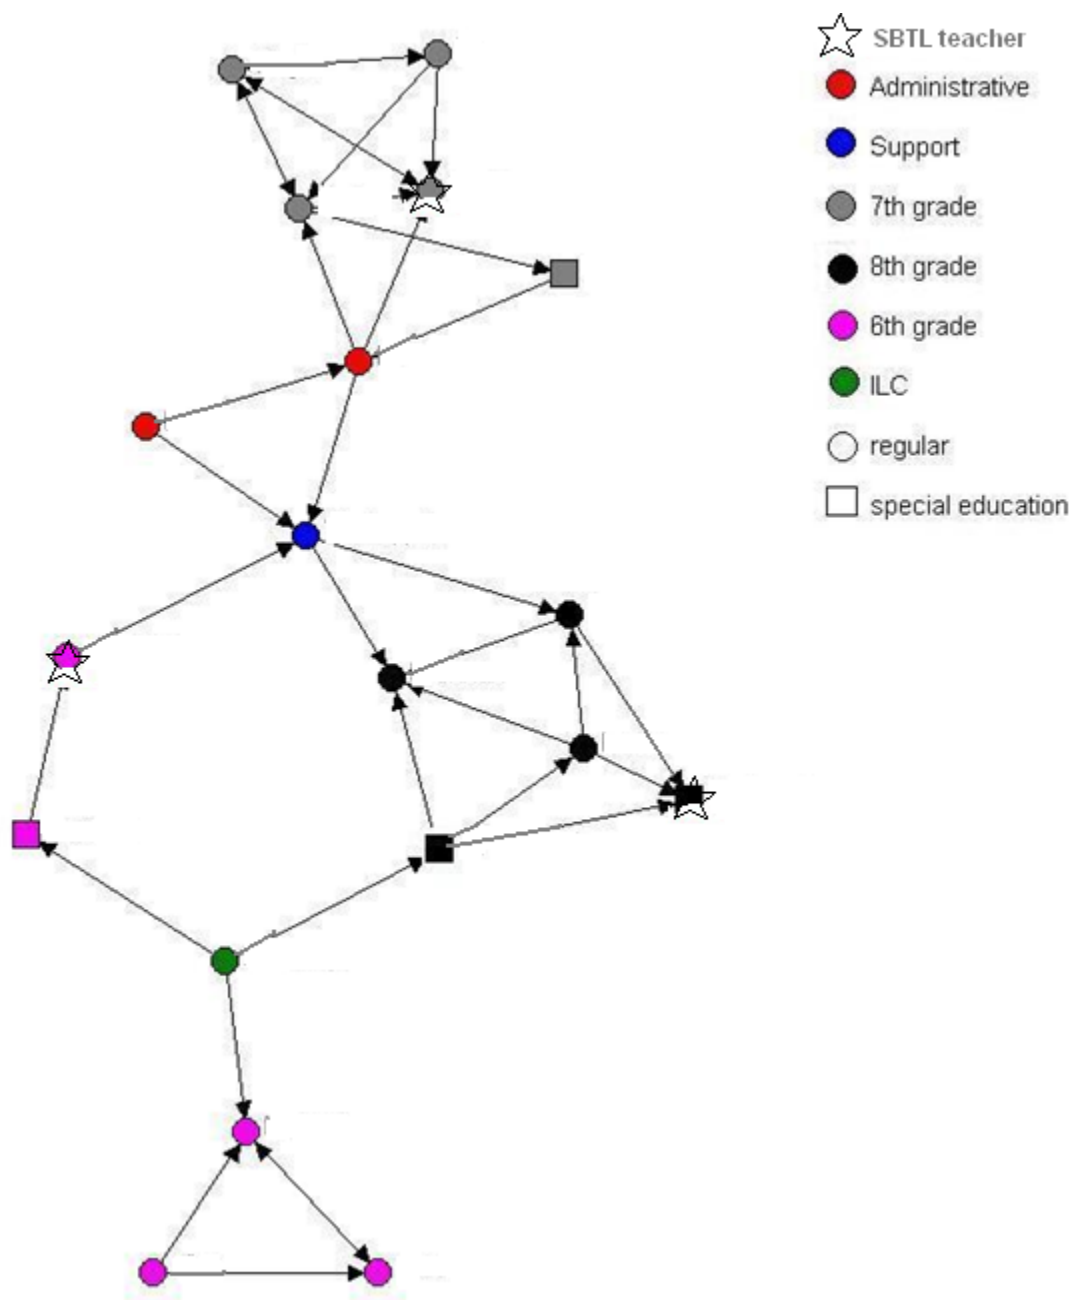 SBTL teacher
Administrative
Support
7th grade
8th grade
6th grade
ILC
regular
special education